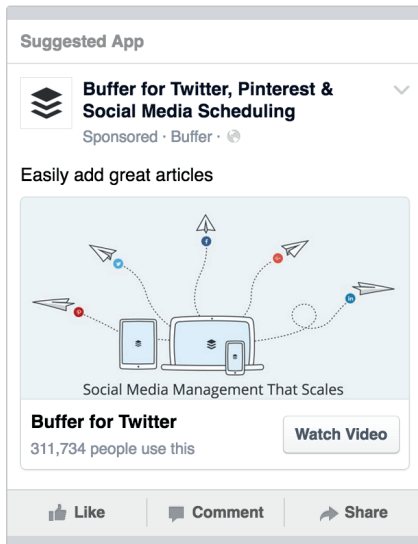 Suggested App
Buffer for Twitter, Pinterest &
Social Media Scheduling
Sponsored · Buffer ·
Easily add great articles
Social Media Management That Scales
Buffer for Twitter
311,734 people use this
Watch Video
Like
Comment
Share